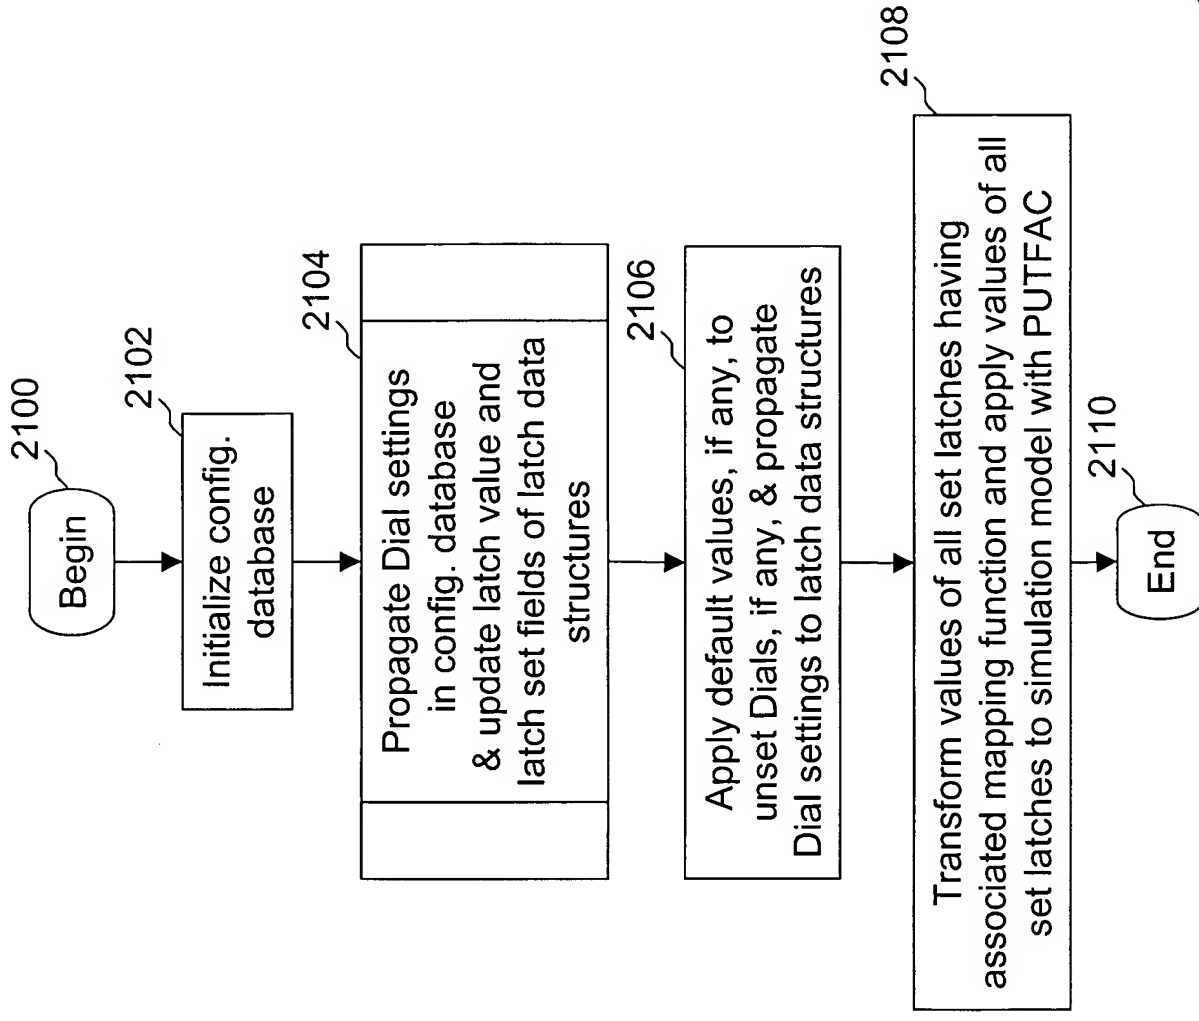 2100
Begin
2102
Initialize config.
database
2104
Propagate Dial settings
in config. database
& update latch value and
latch set fields of latch data
structures
2106
Apply default values, if any, to
unset Dials, if any, & propagate
Dial settings to latch data structures
2108
Transform values of all set latches having
associated mapping function and apply values of all
set latches to simulation model with PUTFAC
2110
End